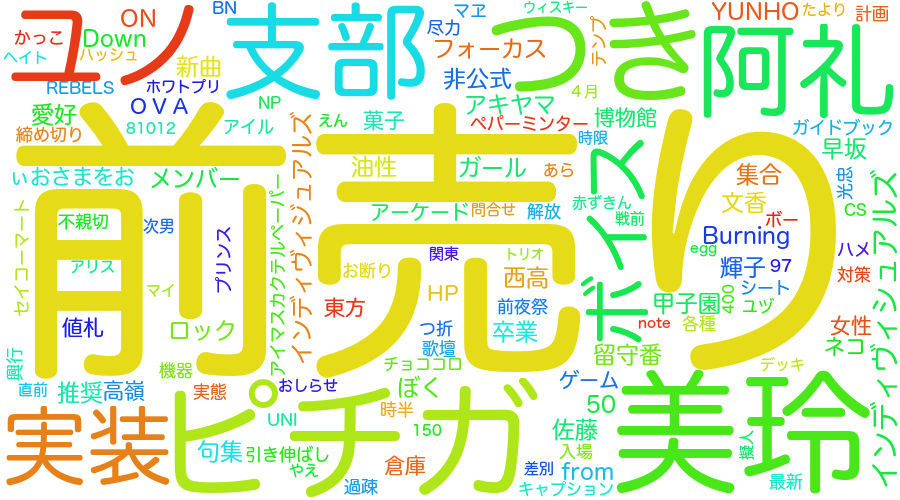 ユノ
かっこ
ヘイト
ON
Down
ハッシュ
REBELS
BN
支部
ホワトプリ
新曲
愛好
OVA
NP
締め切り
81012
アイル
マヱ
尽力
フォーカス
ウィスキー
テンプ
非公式
つき
YUNHO
たより
計画
阿礼
4月
アキヤマ
ペパーミンター
博物館
ガイドブック
時限
早坂
えん
菓子
前売り
ぃおさまをお
メンバー
インディヴィジュアルズ
油性
ガール
あら
ボイス
集合
光忠
赤ずきん
文香
CS
セイコーマート
不親切
次男
プリンス
アイマスカクテルペーパー
アーケード
問合せ
解放
戦前
ボー
Burning
ハメ
アリス
関東
トリオ
egg
輝子
97
対策
マイ
お断り
西高
HP
東方
前夜祭
甲子園
400
シート
ユヅ
値札
ロック
つ折
卒業
note
各種
女性
ネコ
インディヴィジュアルズ
歌壇
留守番
興行
機器
チョココロ
デッキ
直前
推奨
高嶺
実態
おしらせ
ぼく
ゲーム
美玲
実装
ピチガ
UNI
時半
150
50
佐藤
句集
引き伸ばし
やえ
倉庫
入場
擬人
過疎
差別
from
キャプション
最新